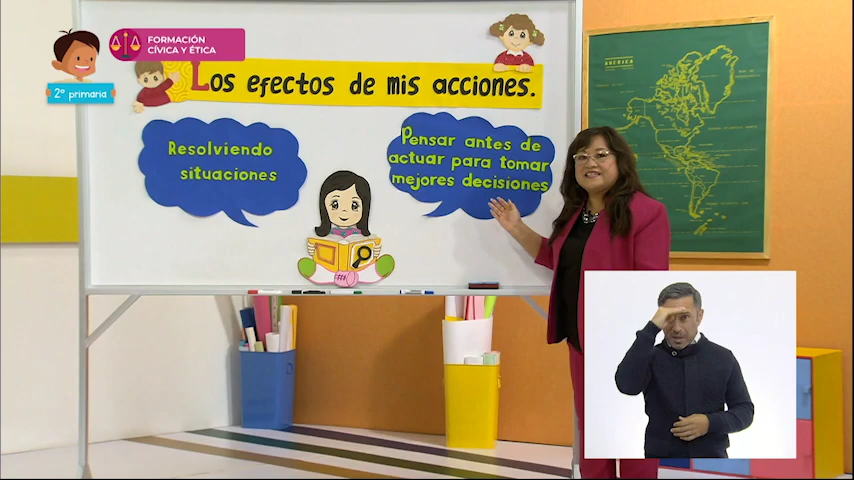 FORMACIÓN
CÍVICA Y ÉTICA
2º primaria
Los efectos de mis acciones.
Resolviendo
situaciones
Pensar antes de
actuar para tomar
mejores decisiones
AMERICA